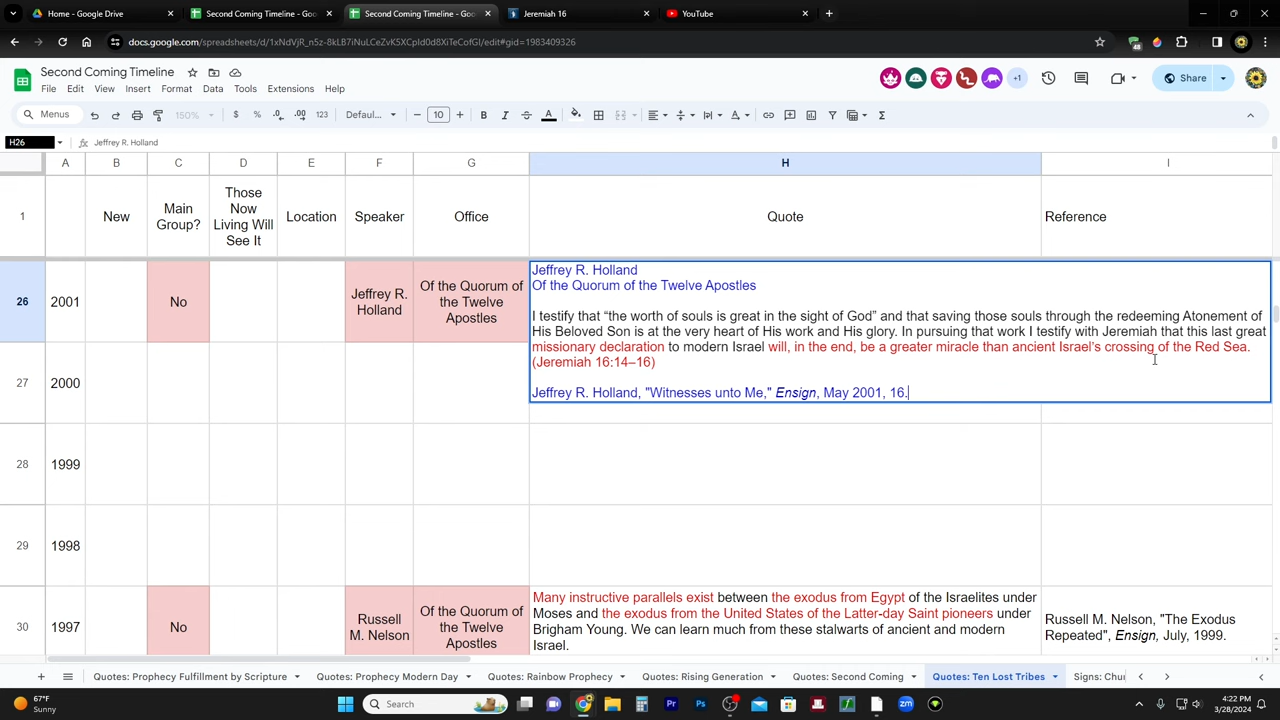 Home - Google Drive
Second Coming Timeline - Goo
Second Coming Timeline - Goo
Jeremiah 16
YouTube
docs.google.com/spreadsheets/d/1xNdVjR_n5z-8kLB7iNuLCeZvK5XCpId0d8XiTeCofGI/edit#gid=1983409326
Second Coming Timeline
File Edit View Insert Format Data Tools Extensions Help
+1
Share
Menus
150%
$ % .0 .00 123
Defaul...
10
B I A
H26
Jeffrey R. Holland
A B C D E F G H I
1
New
Main Group?
Those Now Living Will See It
Location
Speaker
Office
Quote
Reference
26
2001
No
Jeffrey R. Holland
Of the Quorum of the Twelve Apostles
Jeffrey R. Holland
Of the Quorum of the Twelve Apostles
I testify that “the worth of souls is great in the sight of God” and that saving those souls through the redeeming Atonement of
His Beloved Son is at the very heart of His work and His glory. In pursuing that work I testify with Jeremiah that this last great
missionary declaration to modern Israel will, in the end, be a greater miracle than ancient Israel’s crossing of the Red Sea.
(Jeremiah 16:14–16)
Jeffrey R. Holland, "Witnesses unto Me," Ensign, May 2001, 16.
27
2000
28
1999
29
1998
30
1997
No
Russell M. Nelson
Of the Quorum of the Twelve Apostles
Many instructive parallels exist between the exodus from Egypt of the Israelites under
Moses and the exodus from the United States of the Latter-day Saint pioneers under
Brigham Young. We can learn much from these stalwarts of ancient and modern
Israel.
Russell M. Nelson, "The Exodus
Repeated", Ensign, July, 1999.
Quotes: Prophecy Fulfillment by Scripture
Quotes: Prophecy Modern Day
Quotes: Rainbow Prophecy
Quotes: Rising Generation
Quotes: Second Coming
Quotes: Ten Lost Tribes
Signs: Chu
67°F
Sunny
Search
4:22 PM
3/28/2024